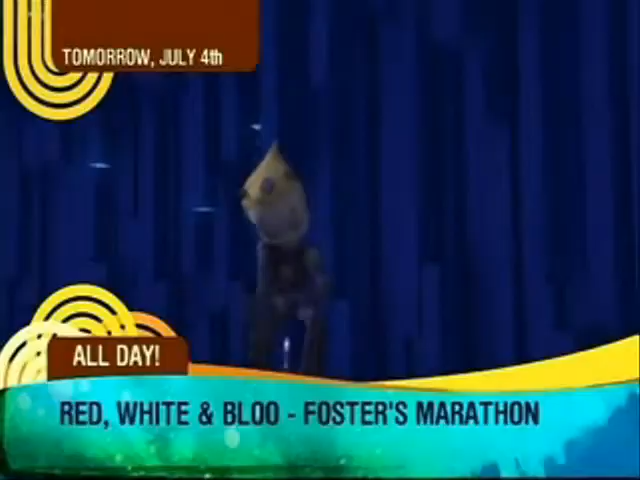 TOMORROW, JULY 4th
ALL DAY!
RED, WHITE & BLOO - FOSTER'S MARATHON